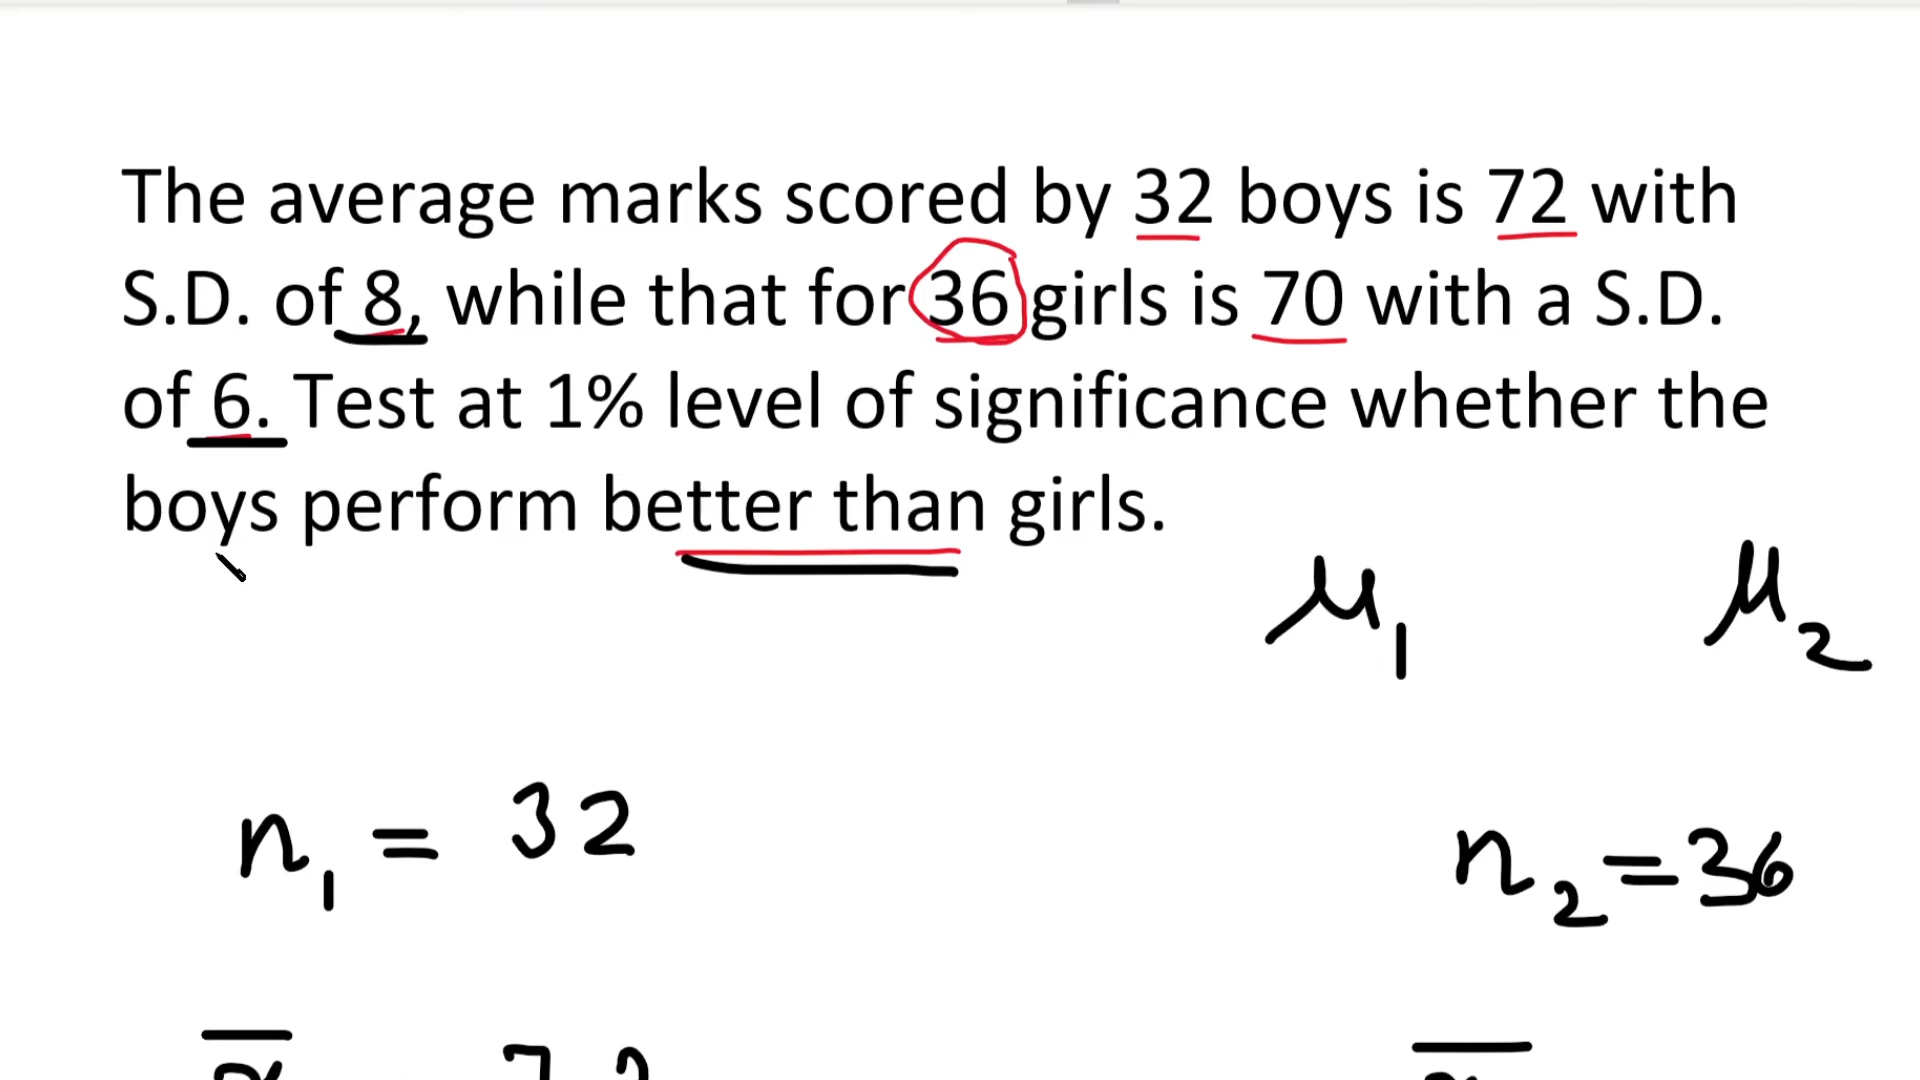 The average marks scored by 32 boys is 72 with
S.D. of 8, while that for 36 girls is 70 with a S.D.
of 6. Test at 1% level of significance whether the
boys perform better than girls.
μ₁ μ₂
n₁ = 32 n₂ = 36